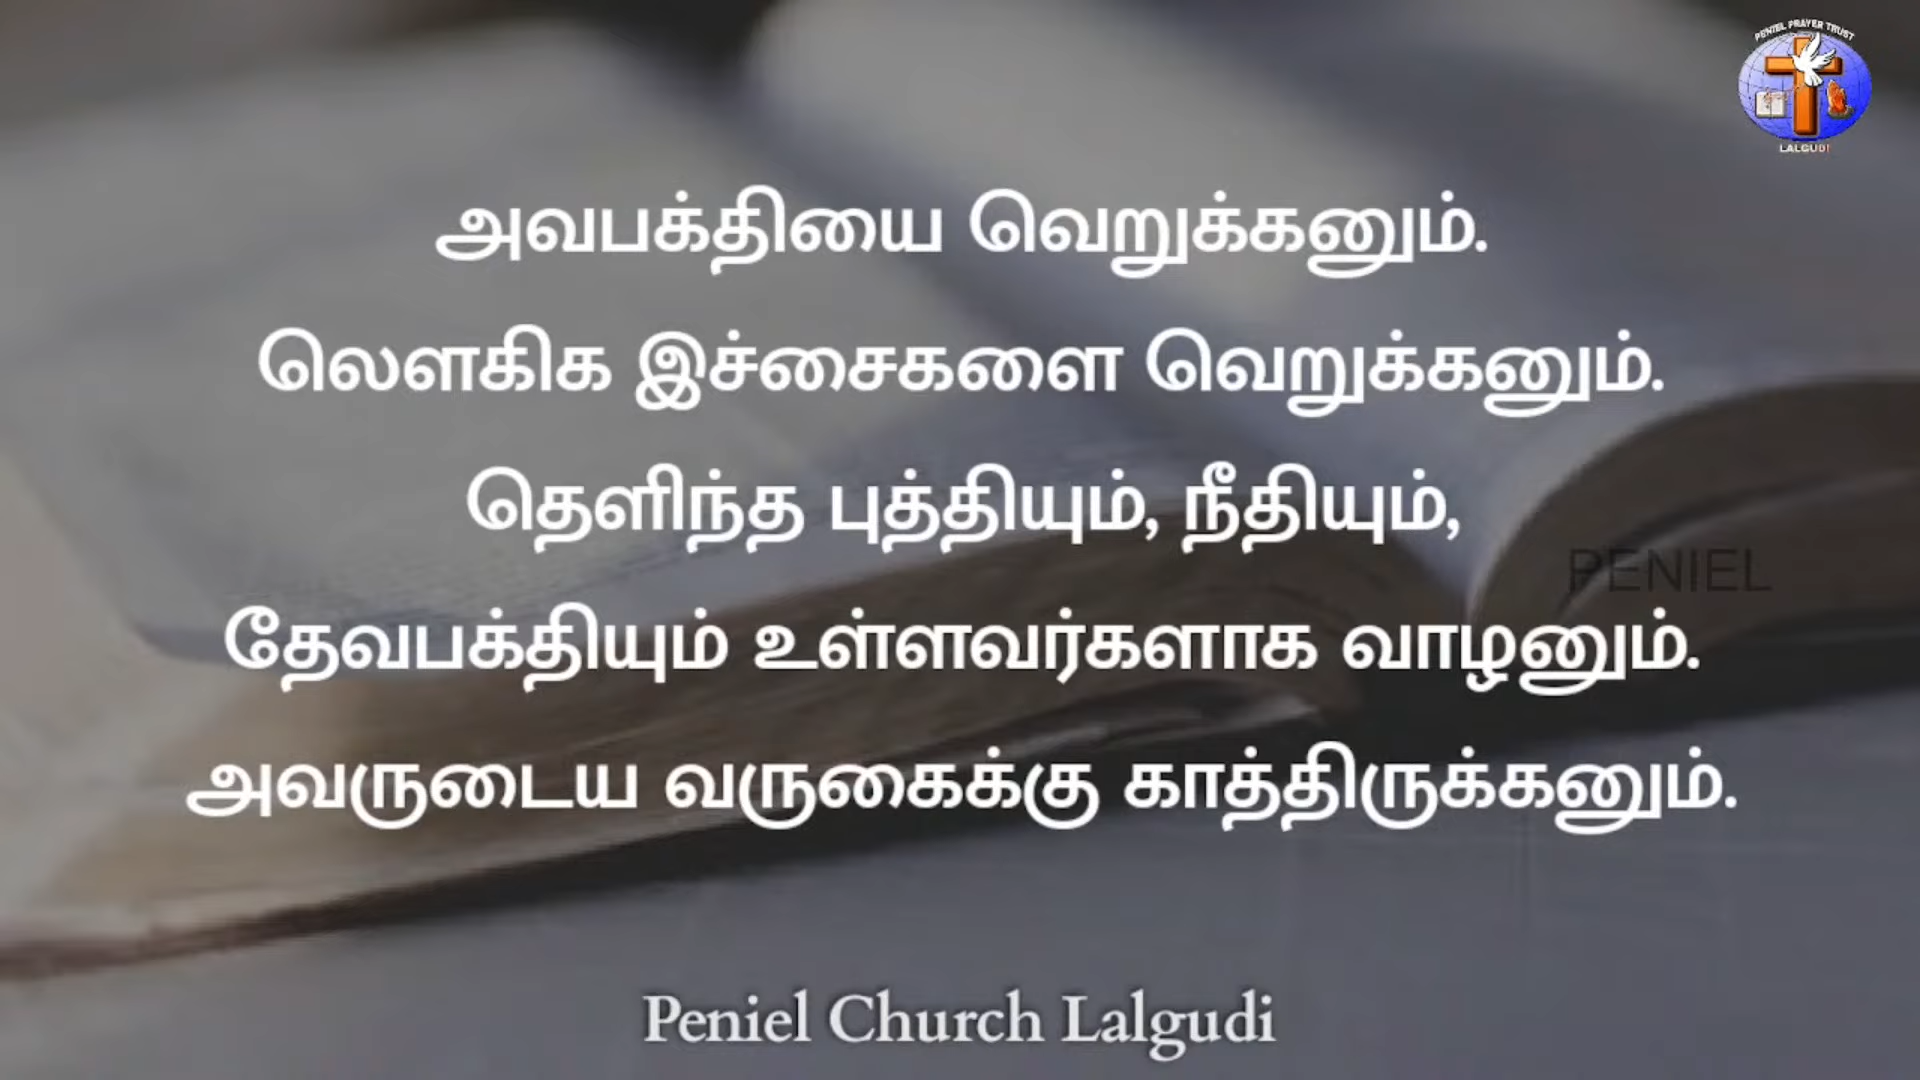 PENIEL PRAYER TRUST
LALGUDI
அவபக்தியை வெறுக்கனும்.
லௌகிக இச்சைகளை வெறுக்கனும்.
தெளிந்த புத்தியும், நீதியும்,
PENIEL
தேவபக்தியும் உள்ளவர்களாக வாழனும்.
அவருடைய வருகைக்கு காத்திருக்கனும்.
Peniel Church Lalgudi